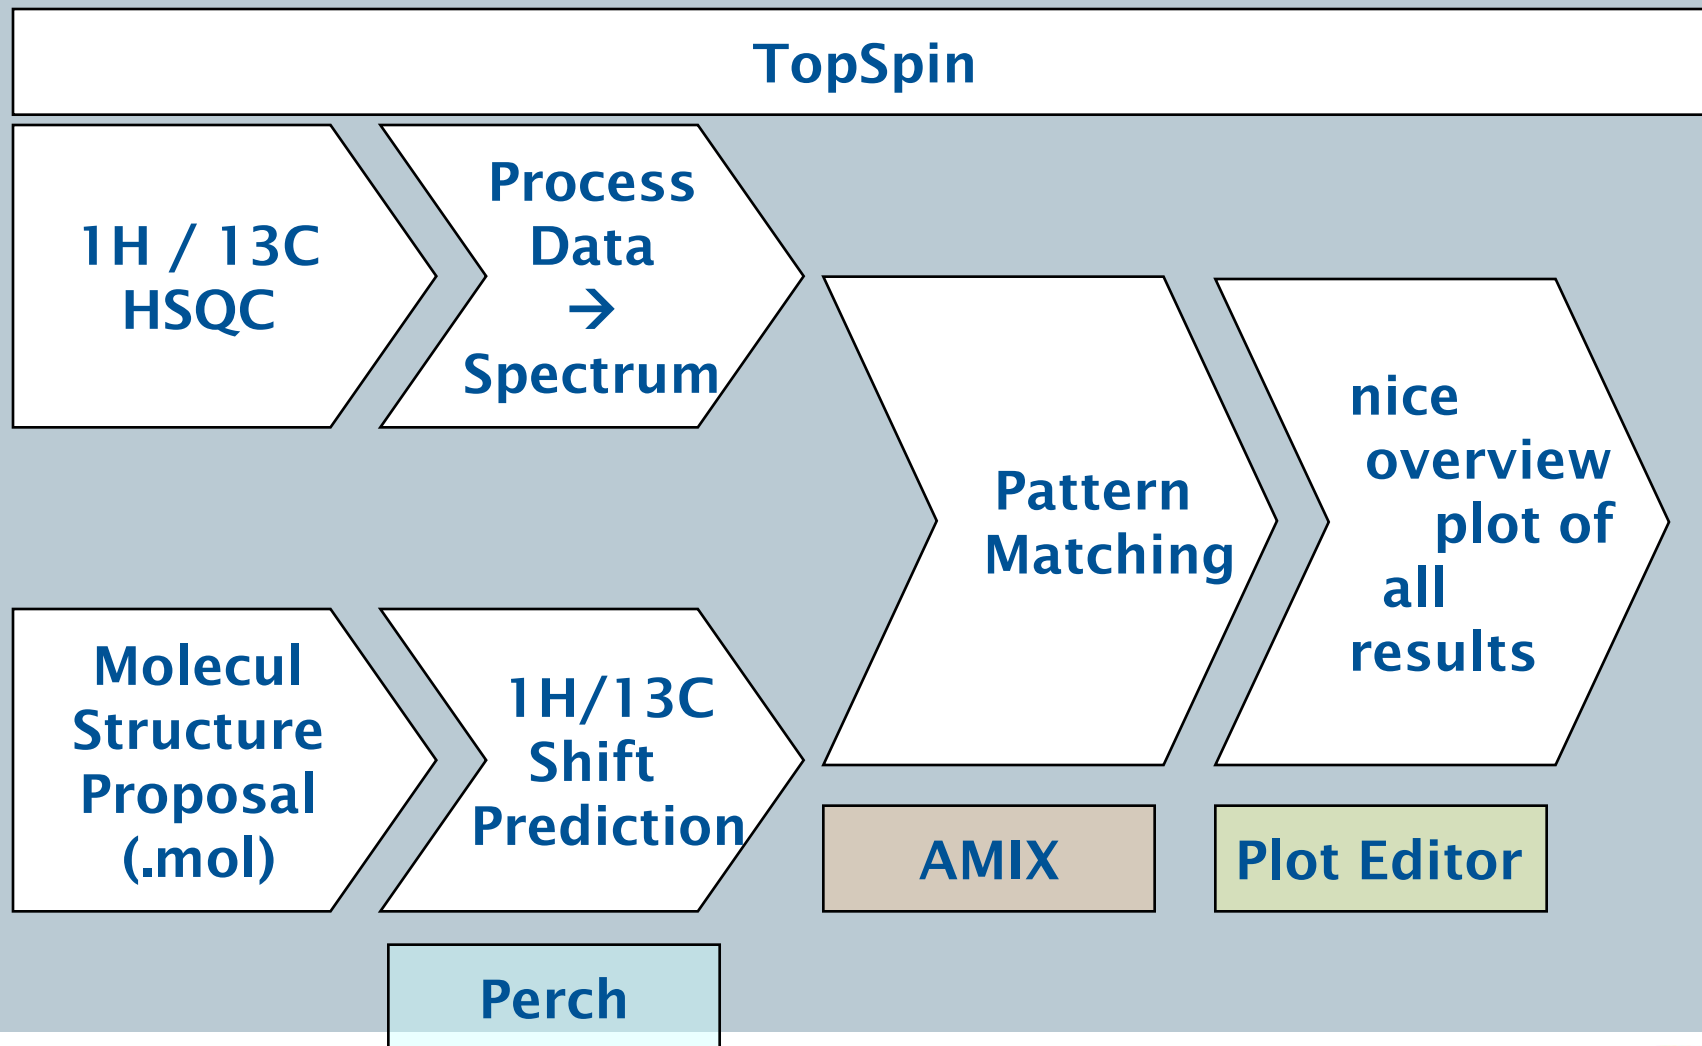 TopSpin
1H / 13C
HSQC
Process
Data
→
Spectrum
Molecul
Structure
Proposal
(.mol)
1H/13C
Shift
Prediction
Pattern
Matching
nice
overview
plot of
all
results
AMIX
Plot Editor
Perch